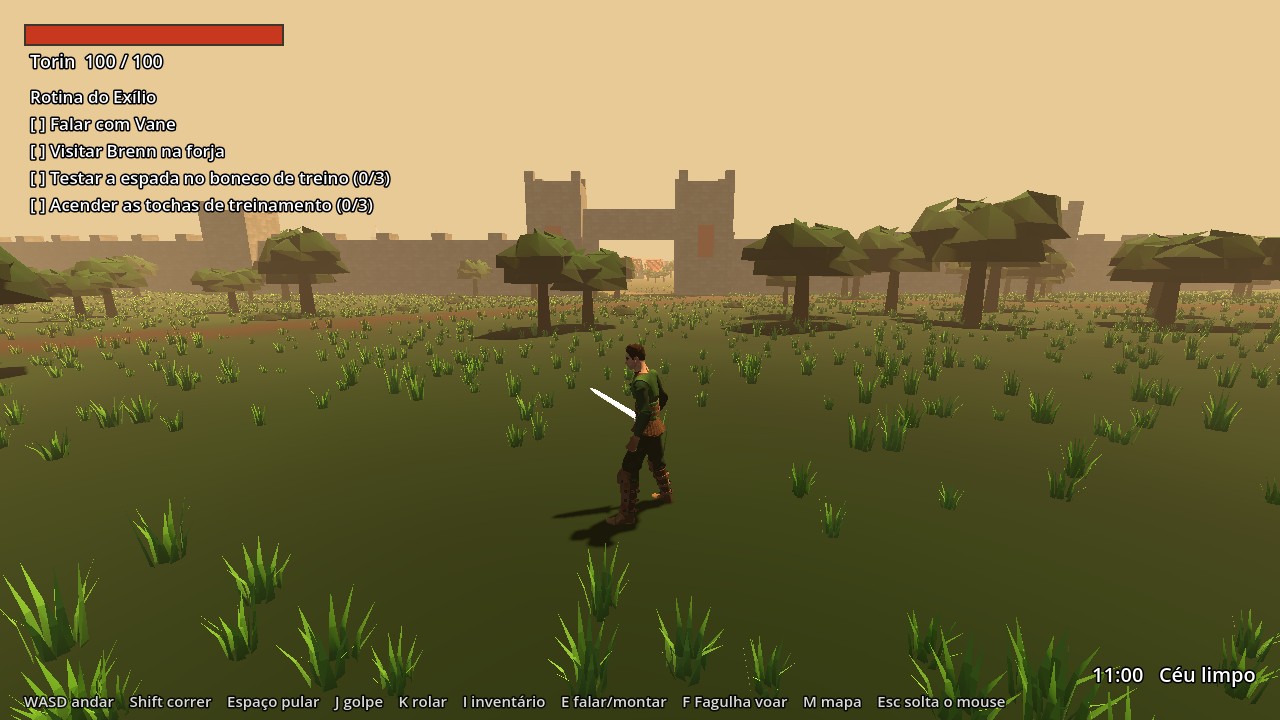 Torin 100 / 100
Rotina do Exílio
[ ] Falar com Vane
[ ] Visitar Brenn na forja
[ ] Testar a espada no boneco de treino (0/3)
[ ] Acender as tochas de treinamento (0/3)
11:00 Céu limpo
WASD andar Shift correr Espaço pular J golpe K rolar I inventório E falar/montar F Fagulha voar M mapa Esc solta o mouse